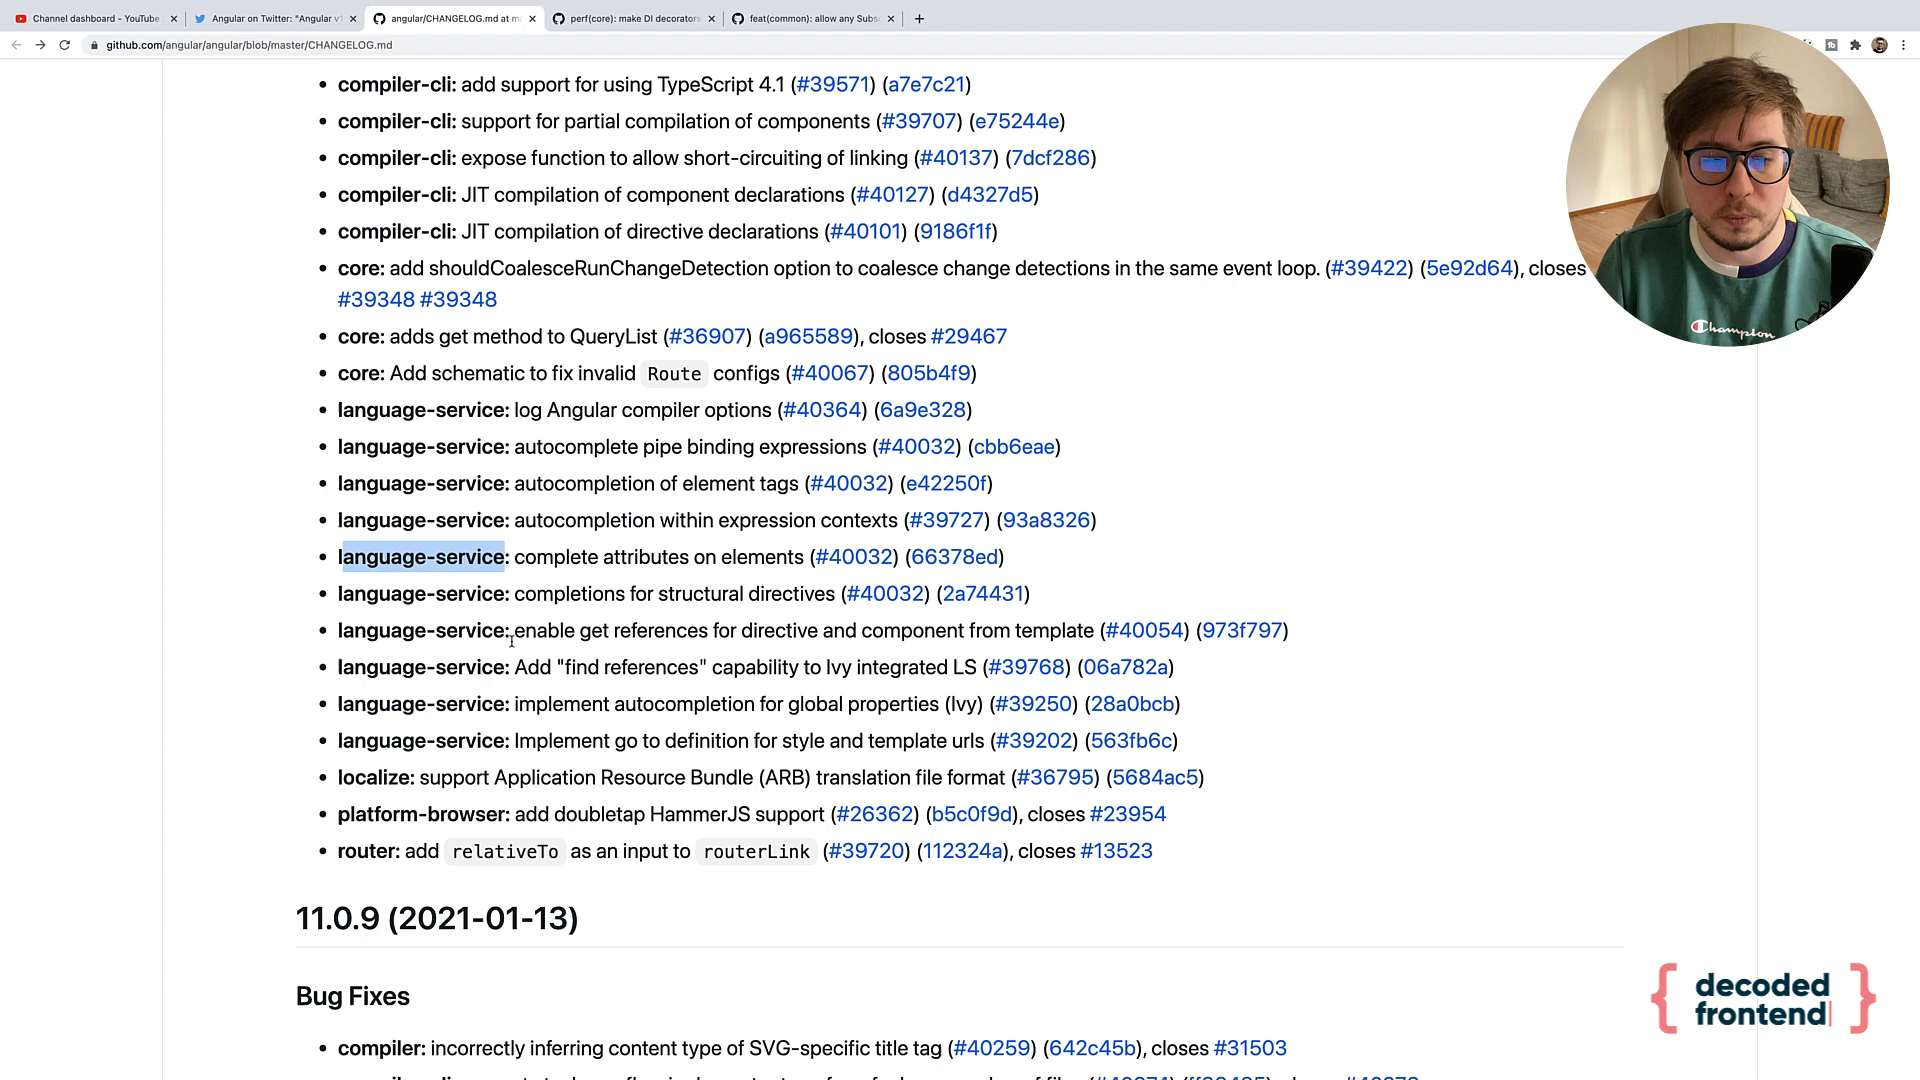 Channel dashboard - YouTube
Angular on Twitter: "Angular v1
angular/CHANGELOG.md at m
perf(core): make DI decorators
feat(common): allow any Subs
github.com/angular/angular/blob/master/CHANGELOG.md
compiler-cli: add support for using TypeScript 4.1 (#39571) (a7e7c21)
compiler-cli: support for partial compilation of components (#39707) (e75244e)
compiler-cli: expose function to allow short-circuiting of linking (#40137) (7dcf286)
compiler-cli: JIT compilation of component declarations (#40127) (d4327d5)
compiler-cli: JIT compilation of directive declarations (#40101) (9186f1f)
core: add shouldCoalesceRunChangeDetection option to coalesce change detections in the same event loop. (#39422) (5e92d64), closes
#39348 #39348
core: adds get method to QueryList (#36907) (a965589), closes #29467
core: Add schematic to fix invalid Route configs (#40067) (805b4f9)
language-service: log Angular compiler options (#40364) (6a9e328)
language-service: autocomplete pipe binding expressions (#40032) (cbb6eae)
language-service: autocompletion of element tags (#40032) (e42250f)
language-service: autocompletion within expression contexts (#39727) (93a8326)
language-service: complete attributes on elements (#40032) (66378ed)
language-service: completions for structural directives (#40032) (2a74431)
language-service: enable get references for directive and component from template (#40054) (973f797)
language-service: Add "find references" capability to Ivy integrated LS (#39768) (06a782a)
language-service: implement autocompletion for global properties (Ivy) (#39250) (28a0bcb)
language-service: Implement go to definition for style and template urls (#39202) (563fb6c)
localize: support Application Resource Bundle (ARB) translation file format (#36795) (5684ac5)
platform-browser: add doubletap HammerJS support (#26362) (b5c0f9d), closes #23954
router: add relativeTo as an input to routerLink (#39720) (112324a), closes #13523
11.0.9 (2021-01-13)
Bug Fixes
compiler: incorrectly inferring content type of SVG-specific title tag (#40259) (642c45b), closes #31503
Champion
{ decoded frontend }